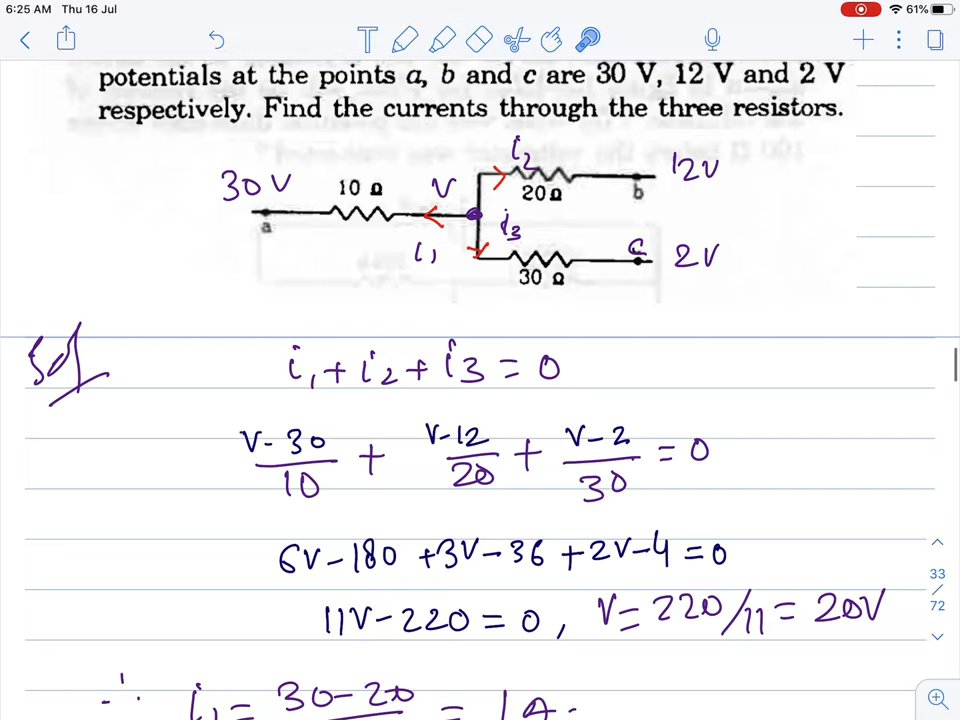 6:25 AM Thu 16 Jul
61%
potentials at the points a, b and c are 30 V, 12 V and 2 V
respectively. Find the currents through the three resistors.
30V 10 Ω V i2 20Ω 12V
a i1 i3 b
30 Ω C 2V
Sol
i1 + i2 + i3 = 0
V-30/10 + V-12/20 + V-2/30 = 0
6V-180 +3V-36 +2V-4 = 0
11V-220 = 0, V= 220/11 = 20V
33
/
72
∴ i1 = 30-20 = 1A